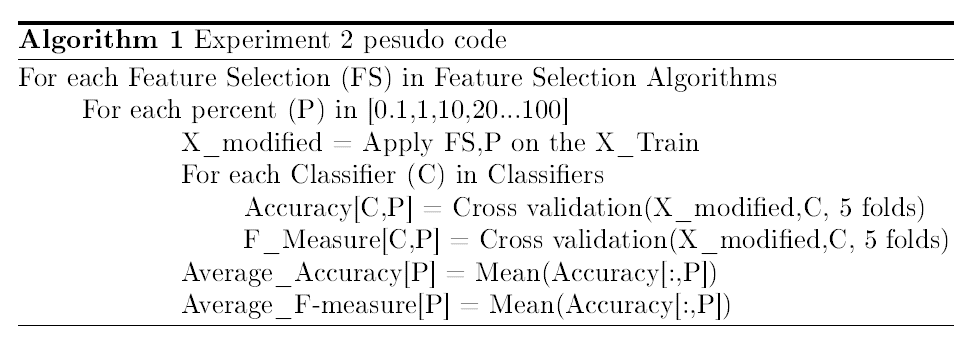 Algorithm 1 Experiment 2 pesudo code
For each Feature Selection (FS) in Feature Selection Algorithms
For each percent (P) in [0.1,1,10,20...100]
X_modified = Apply FS,P on the X_Train
For each Classifier (C) in Classifiers
Accuracy[C,P] = Cross validation(X_modified,C, 5 folds)
F_Measure[C,P] = Cross validation(X_modified,C, 5 folds)
Average_Accuracy[P] = Mean(Accuracy[:,P])
Average_F-measure[P] = Mean(Accuracy[:,P])